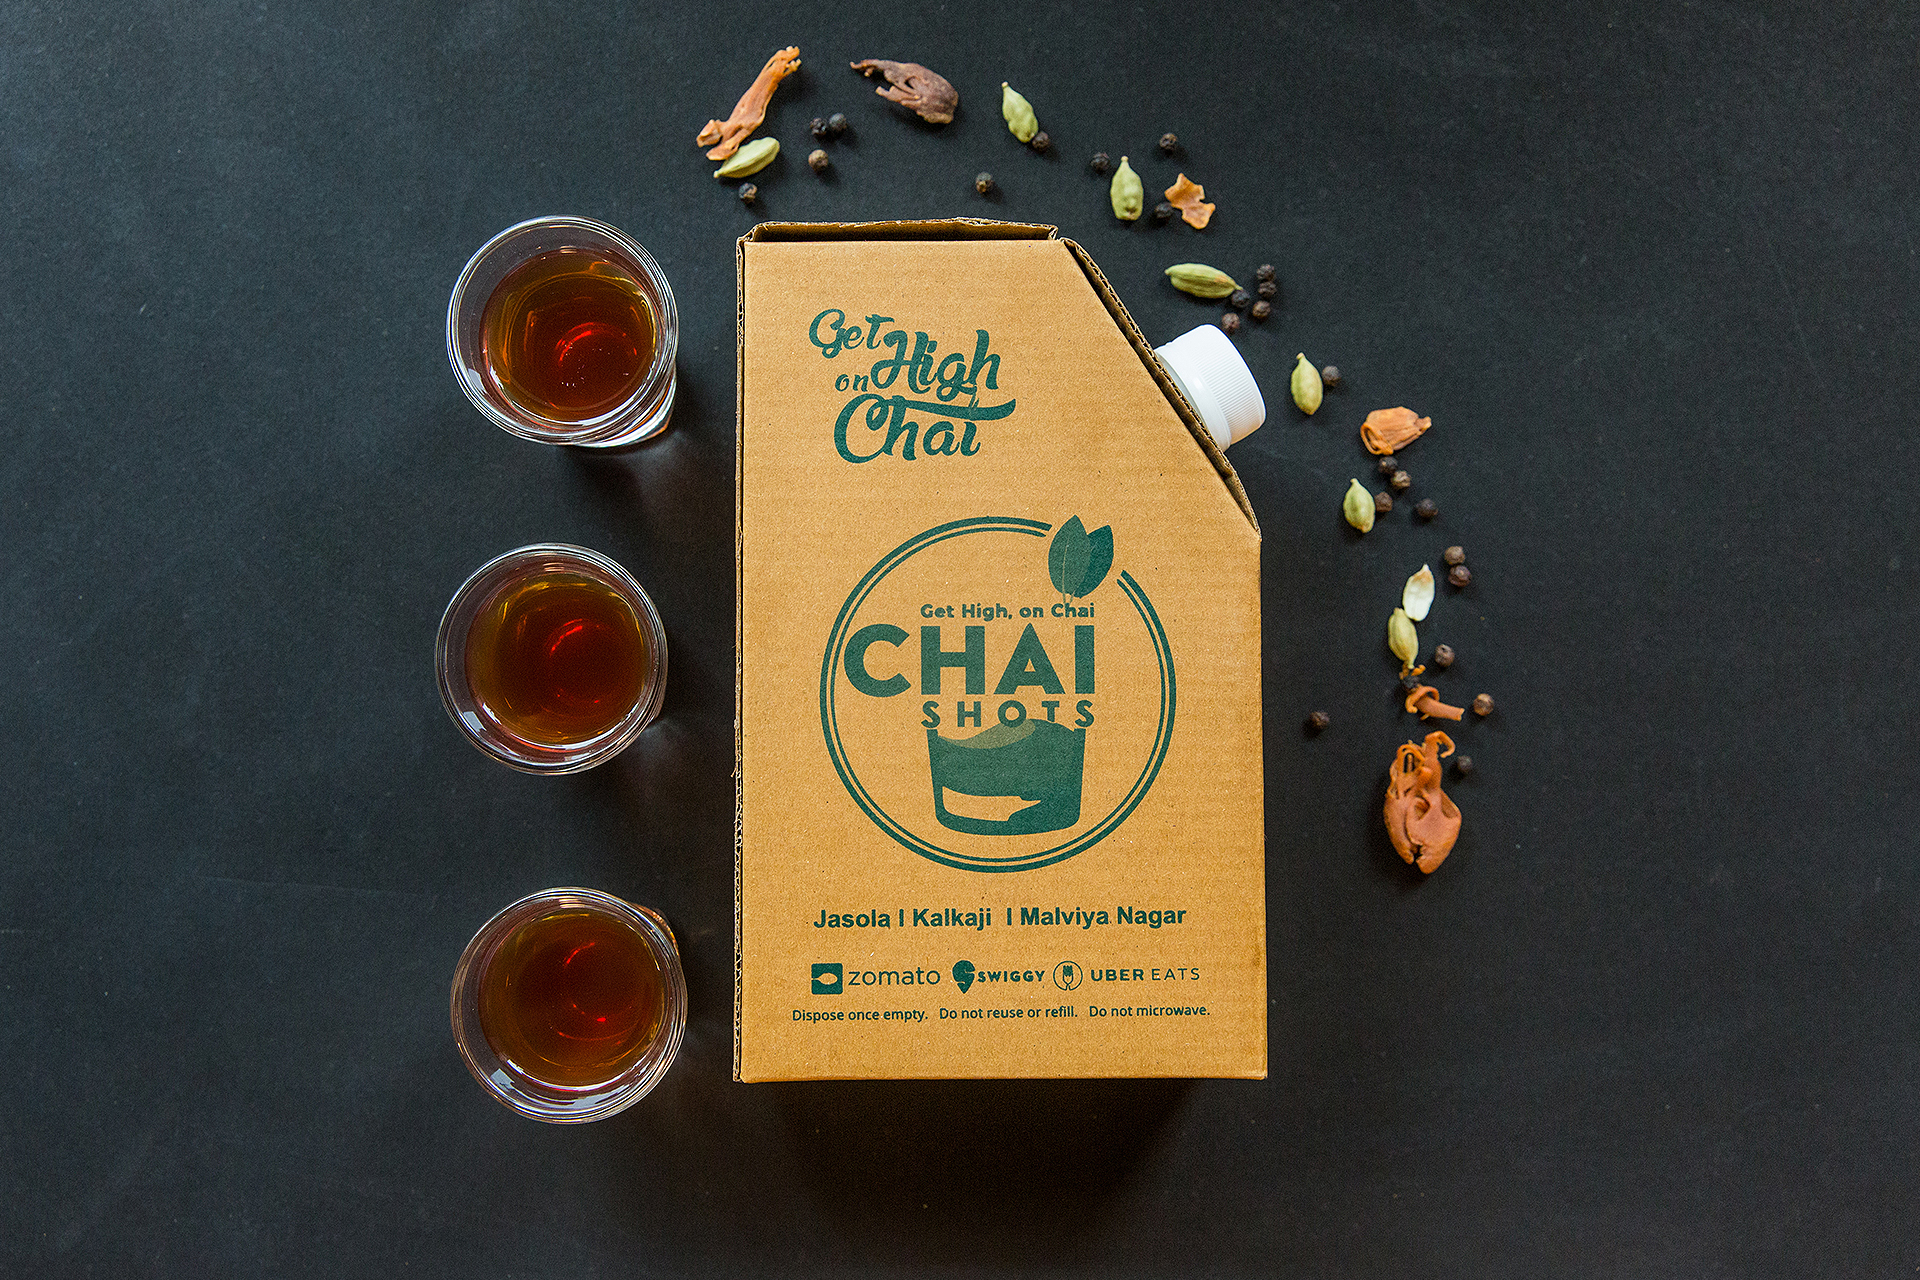 Get High
on
Chai
Get High, on Chai
CHAI
SHOTS
Jasola | Kalkaji | Malviya Nagar
zomato SWIGGY UBER EATS
Dispose once empty. Do not reuse or refill. Do not microwave.